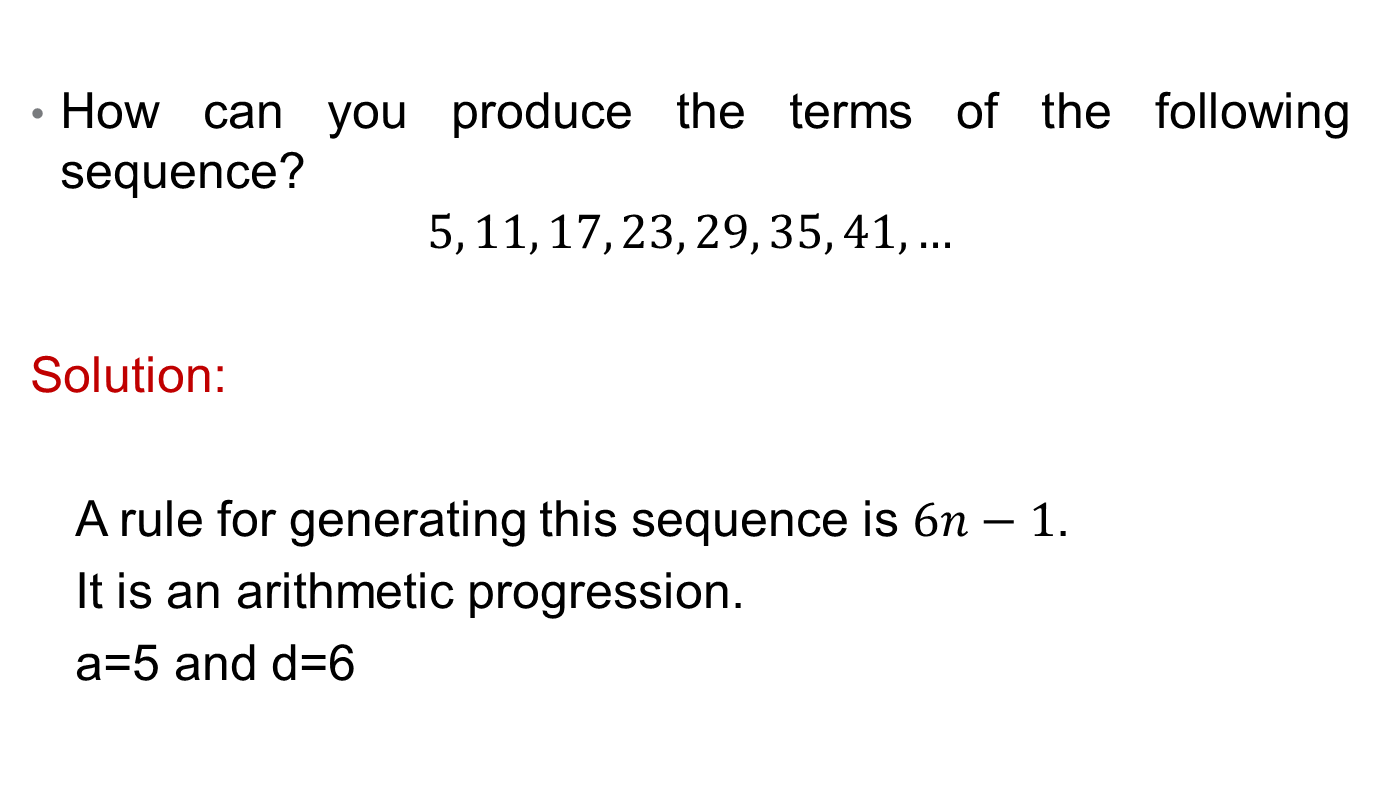 • How can you produce the terms of the following
sequence?
5, 11, 17, 23, 29, 35, 41, …
Solution:
A rule for generating this sequence is 6𝑛 − 1.
It is an arithmetic progression.
a=5 and d=6